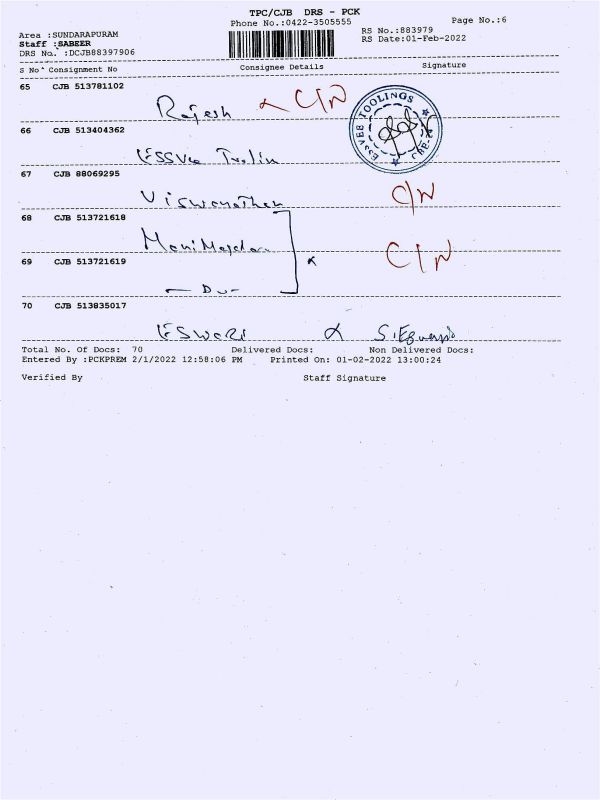 TPC/CJB DRS - PCK
Phone No.:0422-3505555
Page No.:6
Area :SUNDARAPURAM
RS No.:883979
Staff :SABEER
RS Date:01-Feb-2022
DRS No. :DCJB88397906
S No Consignment No Consignee Details Signature
65 CJB 513781102
Rajesh C/N
ESSVEE TOOLINGS CBE
66 CJB 513404362
ESSVee Toolin
67 CJB 88069295
Viswanathan C/N
68 CJB 513721618
C/N
69 CJB 513721619
— Do -
70 CJB 513835017
ESWARI
Total No. Of Docs: 70 Delivered Docs: Non Delivered Docs:
Entered By :PCKPREM 2/1/2022 12:58:06 PM Printed On: 01-02-2022 13:00:24
Verified By Staff Signature